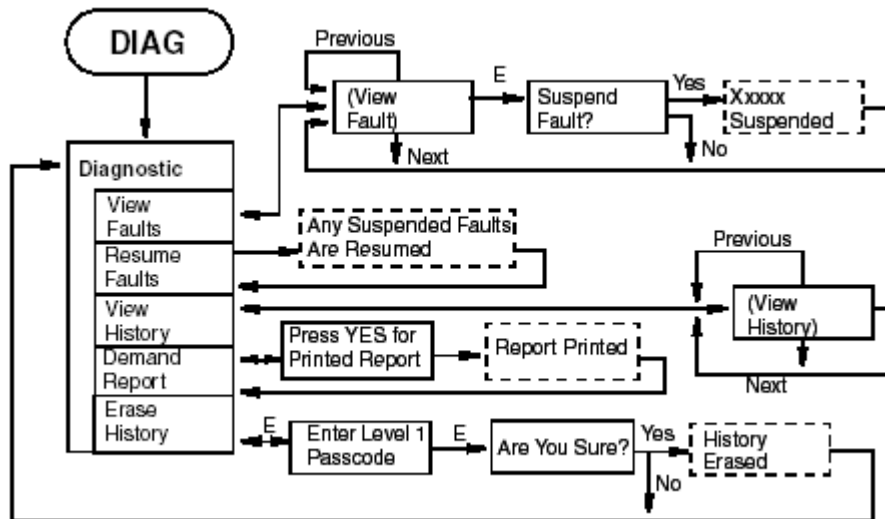 DIAG
Previous
(View
Fault)
E
Suspend
Fault?
Yes
Xxxxx
Suspended
Next
No
Diagnostic
View
Faults
Any Suspended Faults
Are Resumed
Resume
Faults
Previous
View
History
(View
History)
Next
Demand
Report
Press YES for
Printed Report
Report Printed
Erase
History
E
Enter Level 1
Passcode
E
Are You Sure?
Yes
No
History
Erased